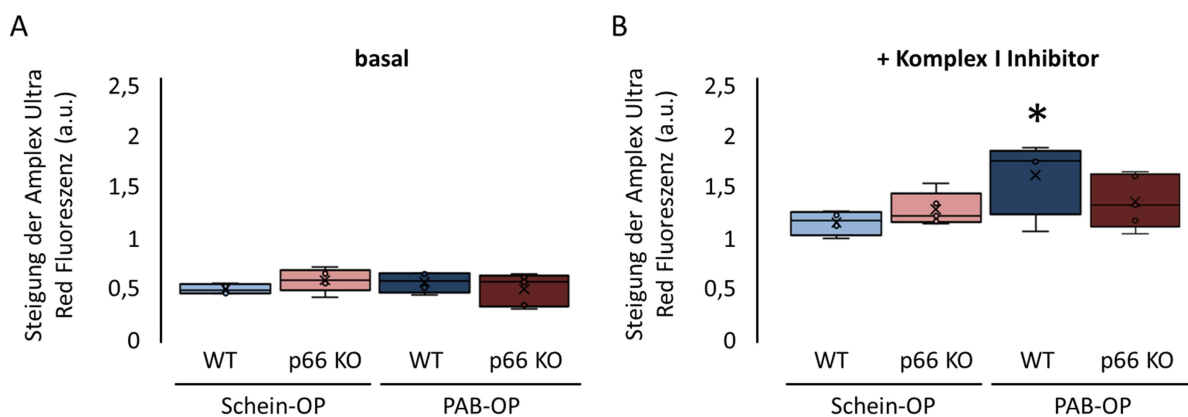 A
basal
Steigung der Amplex Ultra
Red Fluoreszenz (a.u.)
2,5
2
1,5
1
0,5
0
WT
p66 KO
WT
p66 KO
Schein-OP
PAB-OP
B
+ Komplex I Inhibitor
Steigung der Amplex Ultra
Red Fluoreszenz (a.u.)
2,5
2
1,5
1
0,5
0
*
WT
p66 KO
WT
p66 KO
Schein-OP
PAB-OP